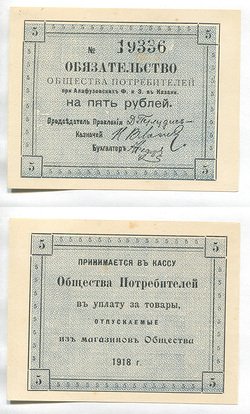 5 5
№ 19336
ОБЯЗАТЕЛЬСТВО
ОБЩЕСТВА ПОТРЕБИТЕЛЕЙ
при Алафузовскихъ Ф. и З. въ Казани.
на пять рублей.
Предсѣдатель Правленія
Казначей
Бухгалтеръ
5 5
5 5
ПРИНИМАЕТСЯ ВЪ КАССУ
Общества Потребителей
въ уплату за товары,
ОТПУСКАЕМЫЕ
изъ магазиновъ Общества
1918 г.
5 5